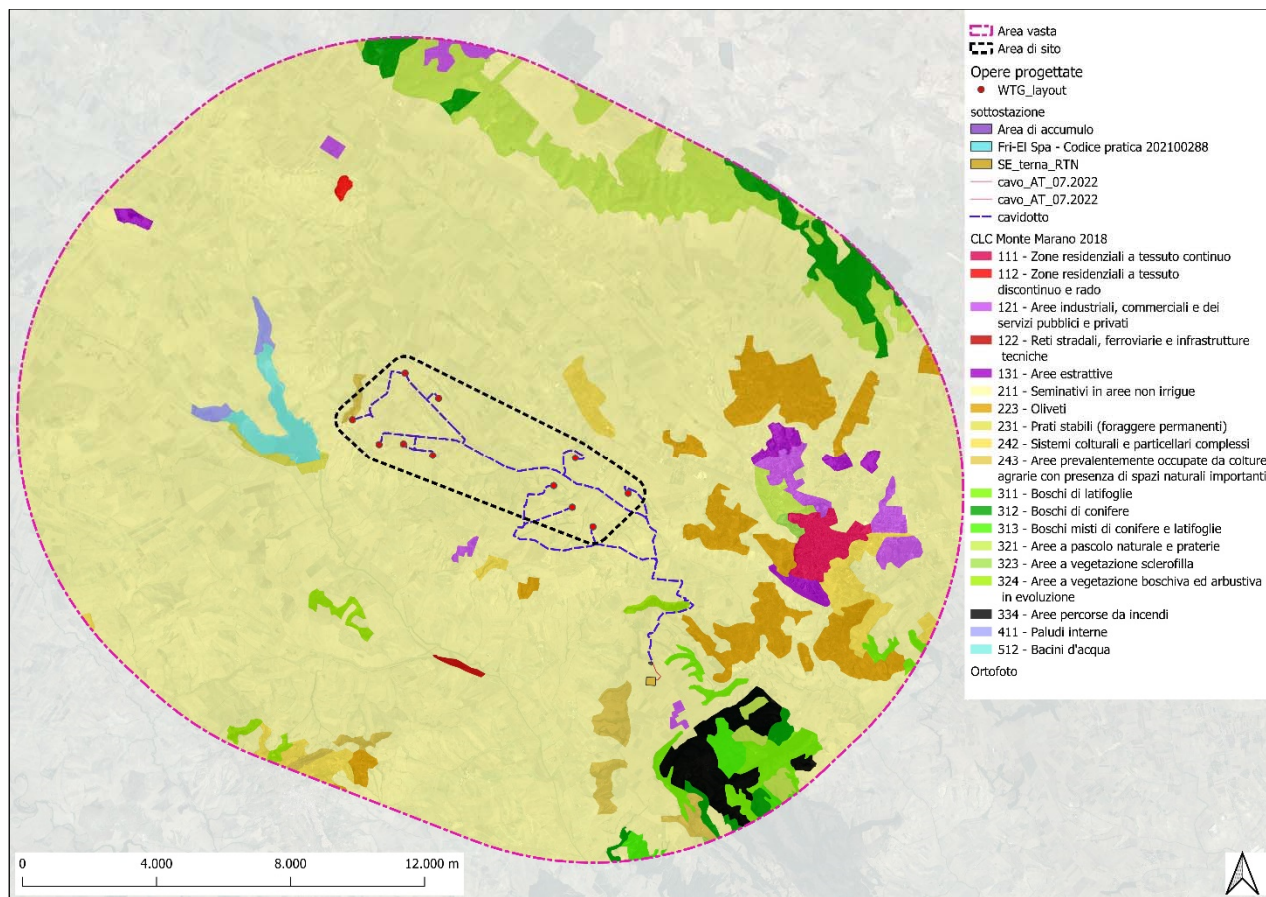 Area vasta
Area di sito
Opere progettate
WTG_layout
sottostazione
Area di accumulo
Fri-El Spa - Codice pratica 202100288
SE_terna_RTN
cavo_AT_07.2022
cavo_AT_07.2022
cavidotto
CLC Monte Marano 2018
111 - Zone residenziali a tessuto continuo
112 - Zone residenziali a tessuto
discontinuo e rado
121 - Aree industriali, commerciali e dei
servizi pubblici e privati
122 - Reti stradali, ferroviarie e infrastrutture
tecniche
131 - Aree estrattive
211 - Seminativi in aree non irrigue
223 - Oliveti
231 - Prati stabili (foraggere permanenti)
242 - Sistemi colturali e particellari complessi
243 - Aree prevalentemente occupate da colture
agrarie con presenza di spazi naturali importanti
311 - Boschi di latifoglie
312 - Boschi di conifere
313 - Boschi misti di conifere e latifoglie
321 - Aree a pascolo naturale e praterie
323 - Aree a vegetazione sclerofilla
324 - Aree a vegetazione boschiva ed arbustiva
in evoluzione
334 - Aree percorse da incendi
411 - Paludi interne
512 - Bacini d'acqua
Ortofoto
0 4.000 8.000 12.000 m